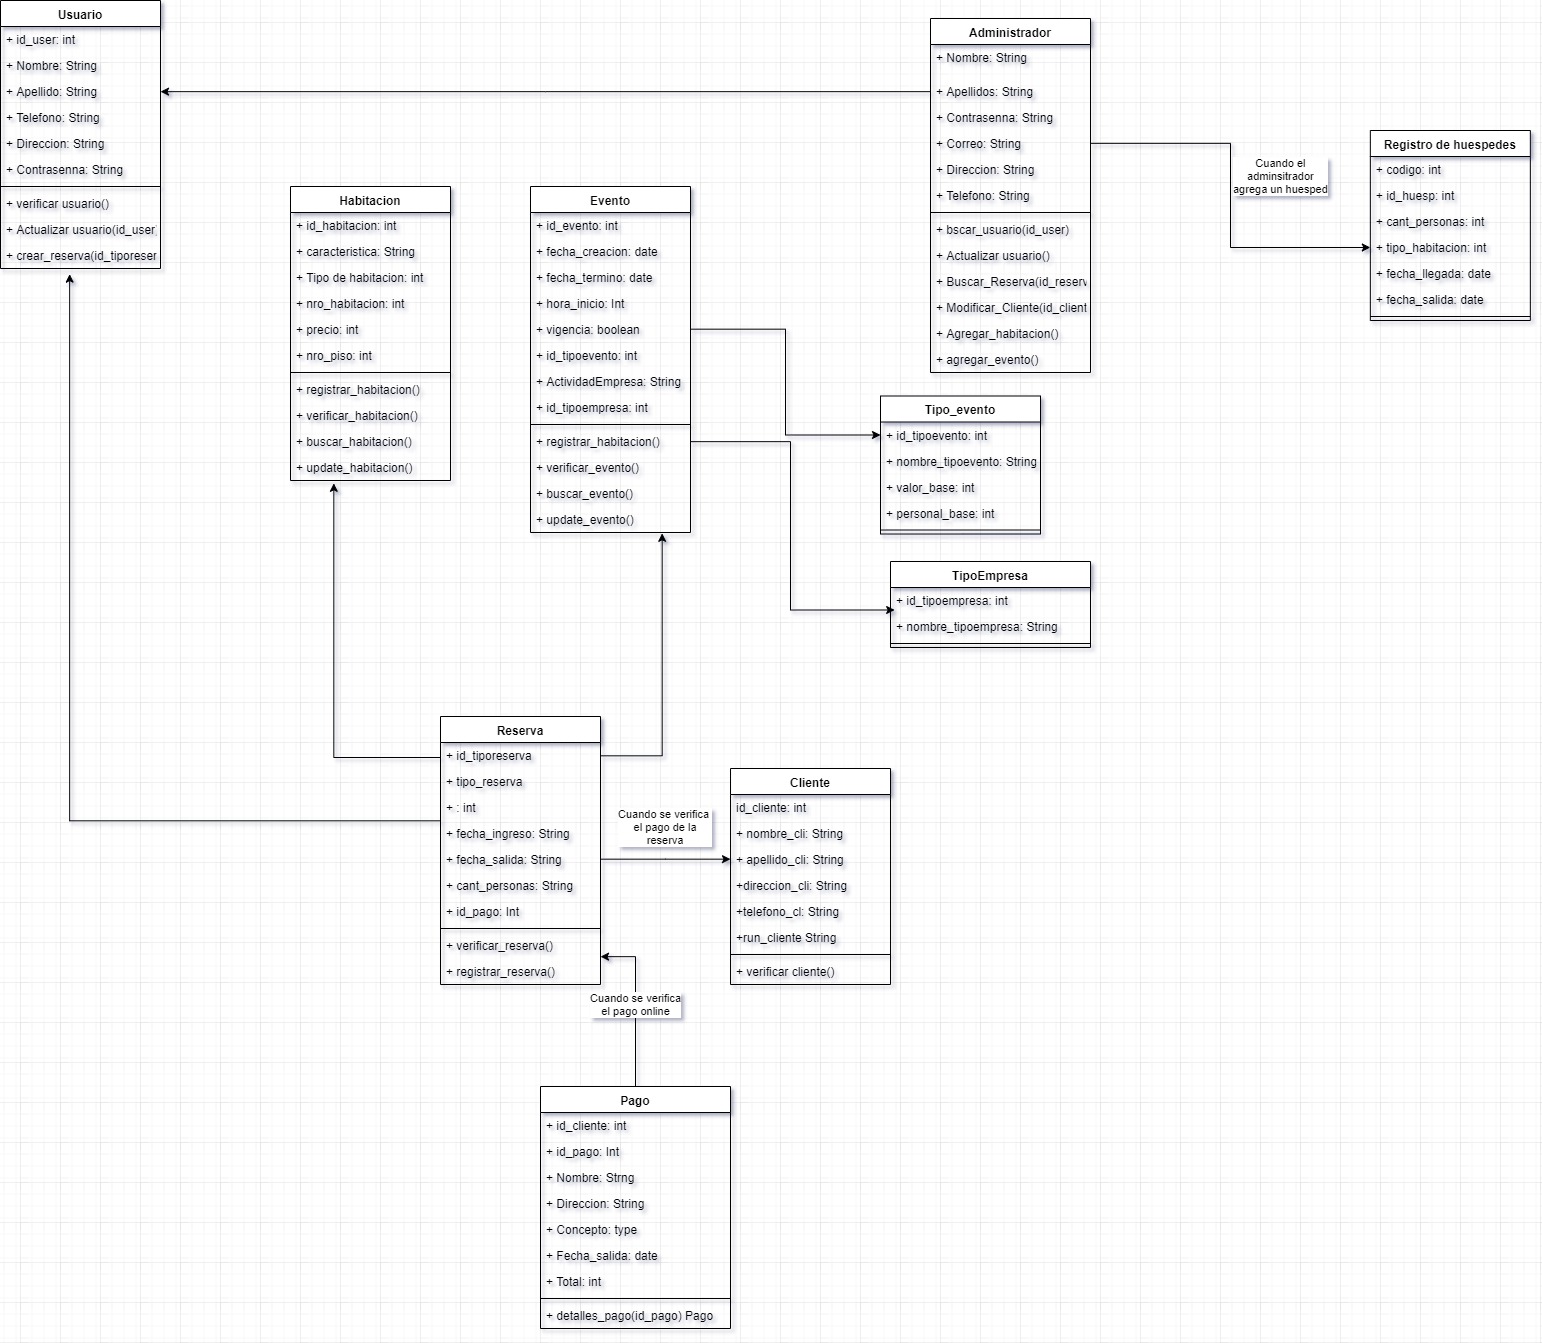 Usuario
+ id_user: int
+ Nombre: String
+ Apellido: String
+ Telefono: String
+ Direccion: String
+ Contrasenna: String
+ verificar usuario()
+ Actualizar usuario(id_user
+ crear_reserva(id_tiporeser
Administrador
+ Nombre: String
+ Apellidos: String
+ Contrasenna: String
+ Correo: String
+ Direccion: String
+ Telefono: String
+ bscar_usuario(id_user)
+ Actualizar usuario()
+ Buscar_Reserva(id_reserv
+ Modificar_Cliente(id_client
+ Agregar_habitacion()
+ agregar_evento()
Cuando el
adminsitrador
agrega un huesped
Registro de huespedes
+ codigo: int
+ id_huesp: int
+ cant_personas: int
+ tipo_habitacion: int
+ fecha_llegada: date
+ fecha_salida: date
Habitacion
+ id_habitacion: int
+ caracteristica: String
+ Tipo de habitacion: int
+ nro_habitacion: int
+ precio: int
+ nro_piso: int
+ registrar_habitacion()
+ verificar_habitacion()
+ buscar_habitacion()
+ update_habitacion()
Evento
+ id_evento: int
+ fecha_creacion: date
+ fecha_termino: date
+ hora_inicio: Int
+ vigencia: boolean
+ id_tipoevento: int
+ ActividadEmpresa: String
+ id_tipoempresa: int
+ registrar_habitacion()
+ verificar_evento()
+ buscar_evento()
+ update_evento()
Tipo_evento
+ id_tipoevento: int
+ nombre_tipoevento: String
+ valor_base: int
+ personal_base: int
TipoEmpresa
+ id_tipoempresa: int
+ nombre_tipoempresa: String
Reserva
+ id_tiporeserva
+ tipo_reserva
+ : int
+ fecha_ingreso: String
+ fecha_salida: String
+ cant_personas: String
+ id_pago: Int
+ verificar_reserva()
+ registrar_reserva()
Cuando se verifica
el pago de la
reserva
Cliente
id_cliente: int
+ nombre_cli: String
+ apellido_cli: String
+direccion_cli: String
+telefono_cl: String
+run_cliente String
+ verificar cliente()
Cuando se verifica
el pago online
Pago
+ id_cliente: int
+ id_pago: Int
+ Nombre: Strng
+ Direccion: String
+ Concepto: type
+ Fecha_salida: date
+ Total: int
+ detalles_pago(id_pago) Pago